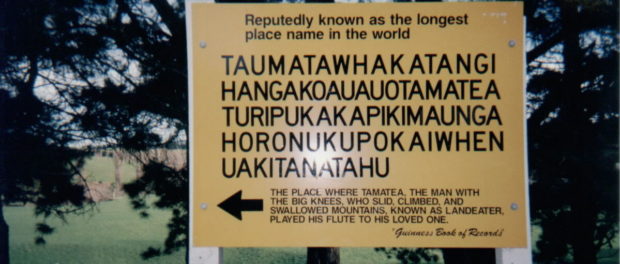 Reputedly known as the longest
place name in the world
TAUMATAWHAKATANGI
HANGAKOAUAUOTAMATEA
TURIPUKAKAPIKIMAUNGA
HORONUKUPOKAIWHEN
UAKITANATAHU
THE PLACE WHERE TAMATEA, THE MAN WITH
THE BIG KNEES, WHO SLID, CLIMBED, AND
SWALLOWED MOUNTAINS, KNOWN AS LANDEATER,
PLAYED HIS FLUTE TO HIS LOVED ONE.
'Guinness Book of Records'